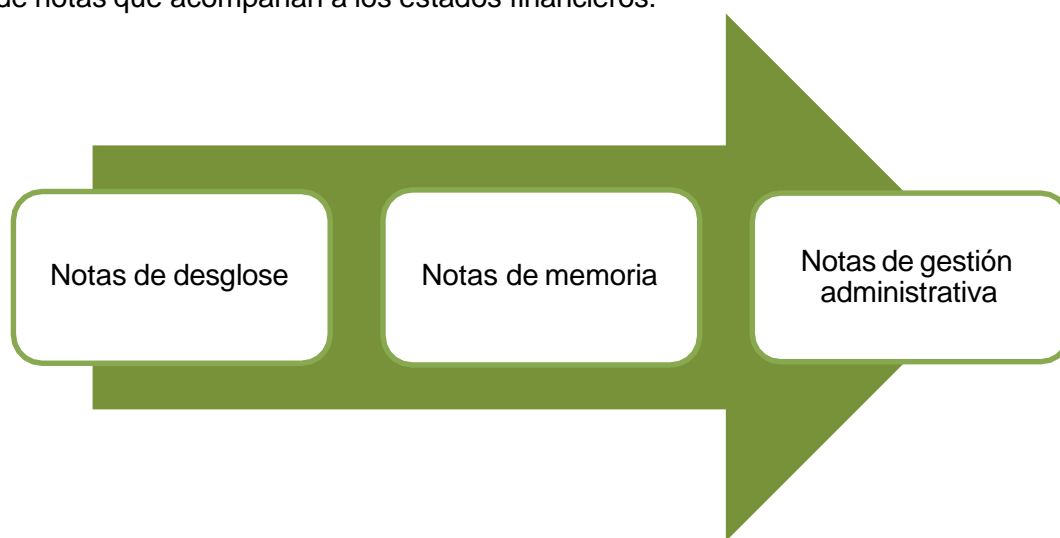 de notas que acompañan a los estados financieros.
Notas de desglose
Notas de memoria
Notas de gestión
administrativa